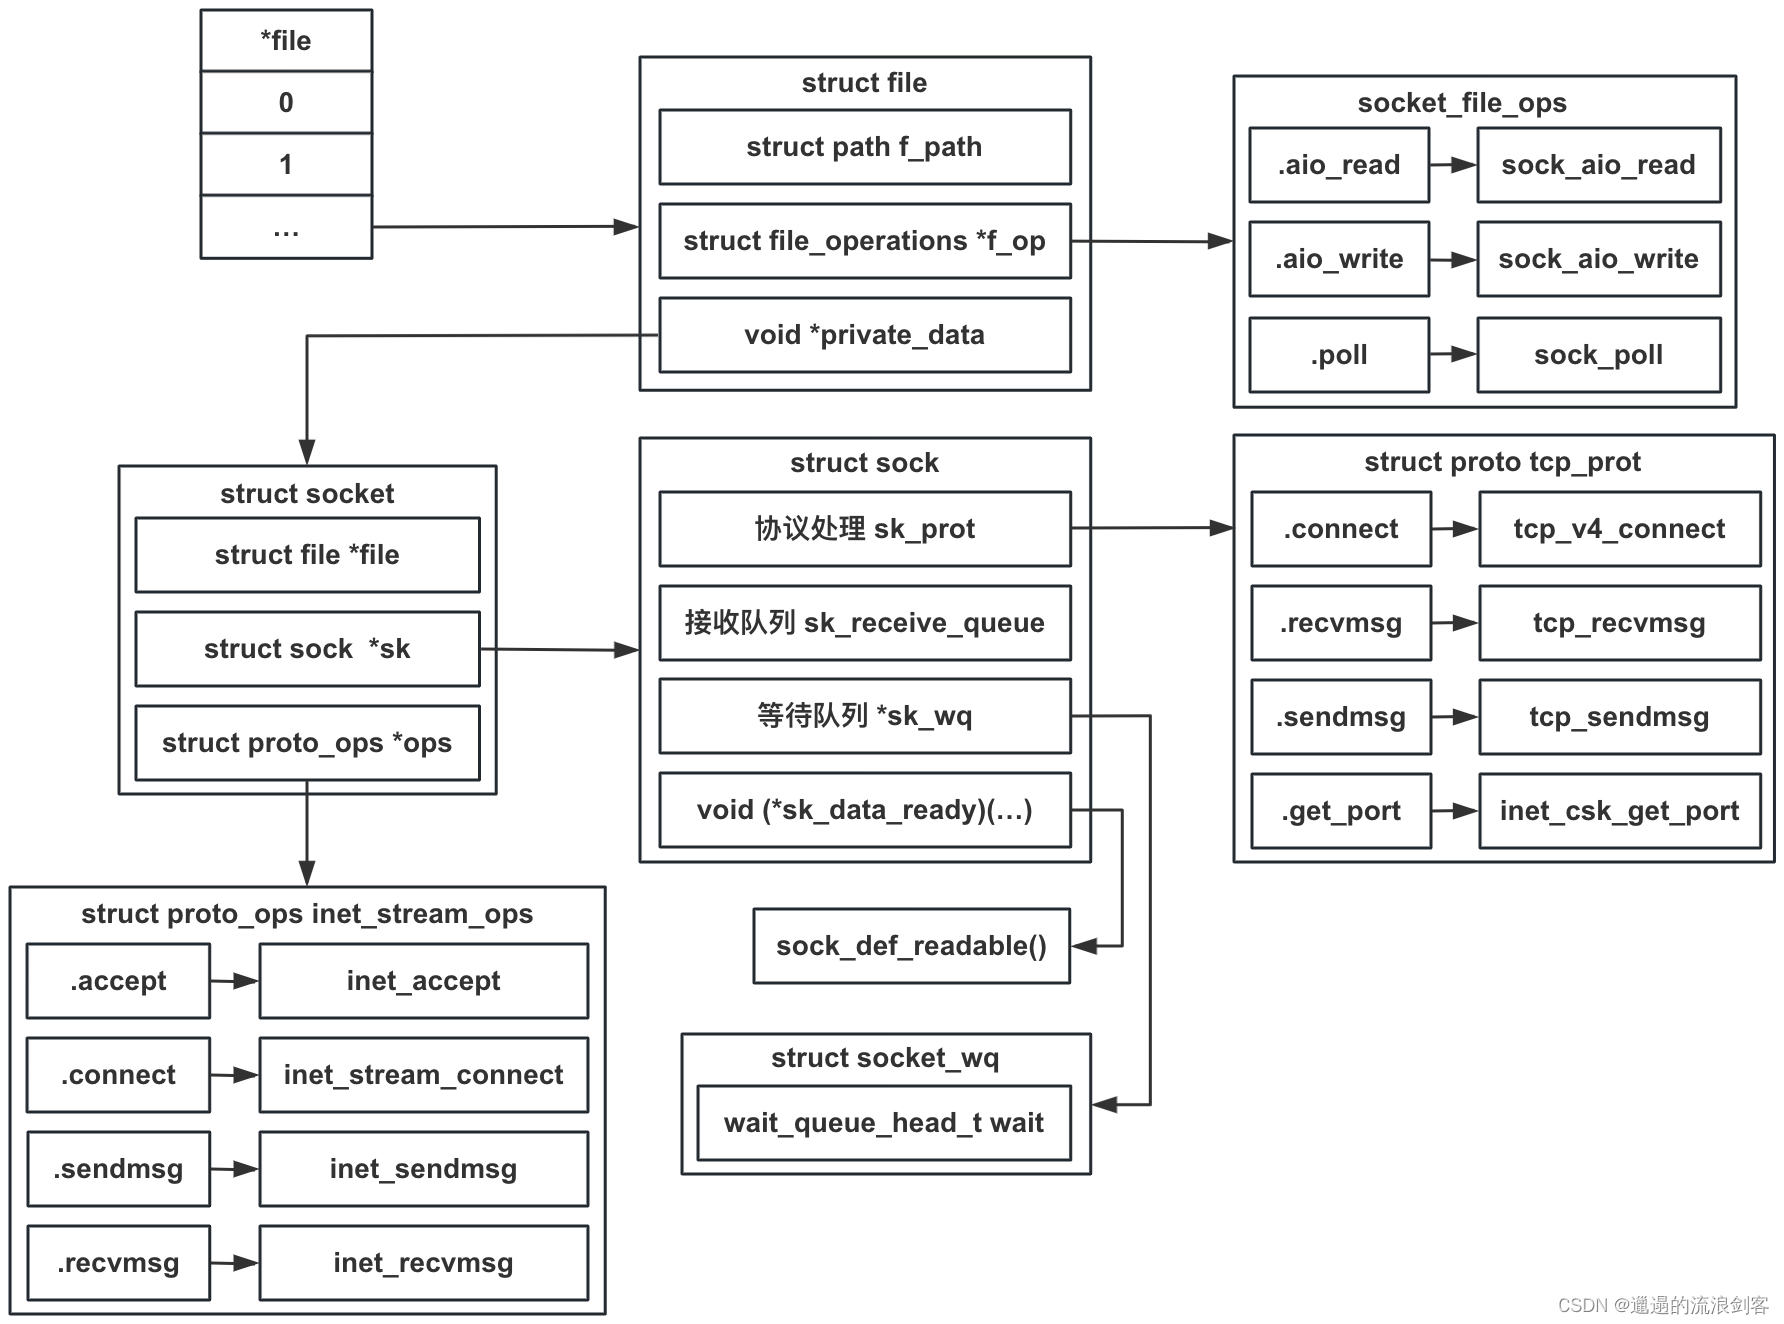 *file
0
1
...
struct file
struct path f_path
struct file_operations *f_op
void *private_data
socket_file_ops
.aio_read
sock_aio_read
.aio_write
sock_aio_write
.poll
sock_poll
struct socket
struct file *file
struct sock *sk
struct proto_ops *ops
struct sock
协议处理 sk_prot
接收队列 sk_receive_queue
等待队列 *sk_wq
void (*sk_data_ready)(...)
struct proto tcp_prot
.connect
tcp_v4_connect
.recvmsg
tcp_recvmsg
.sendmsg
tcp_sendmsg
.get_port
inet_csk_get_port
struct proto_ops inet_stream_ops
.accept
inet_accept
.connect
inet_stream_connect
.sendmsg
inet_sendmsg
.recvmsg
inet_recvmsg
sock_def_readable()
struct socket_wq
wait_queue_head_t wait
CSDN @邋遢的流浪剑客